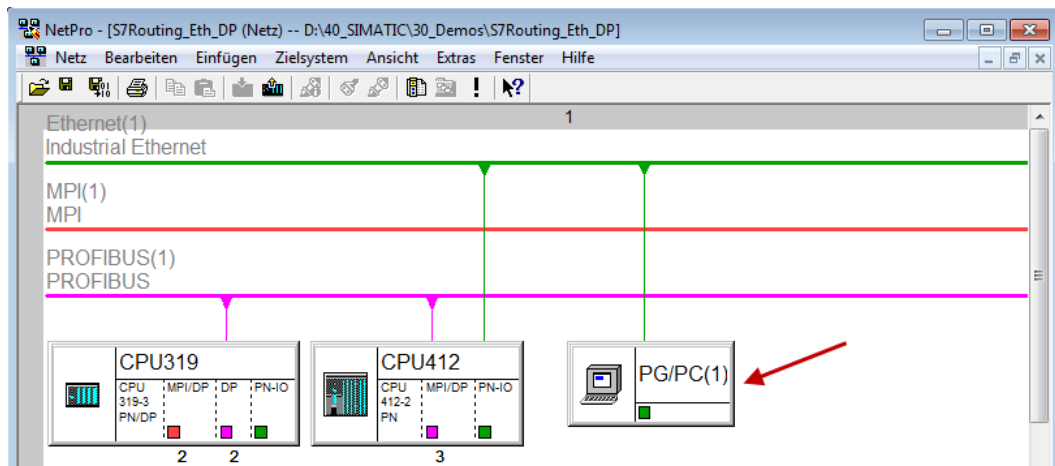 NetPro - [S7Routing_Eth_DP (Netz) -- D:\40_SIMATIC\30_Demos\S7Routing_Eth_DP]
Netz Bearbeiten Einfügen Zielsystem Ansicht Extras Fenster Hilfe
1
Ethernet(1)
Industrial Ethernet
MPI(1)
MPI
PROFIBUS(1)
PROFIBUS
CPU319
CPU MPI/DP DP PN-IO
319-3
PN/DP
2 2
CPU412
CPU MPI/DP PN-IO
412-2
PN
3
PG/PC(1)